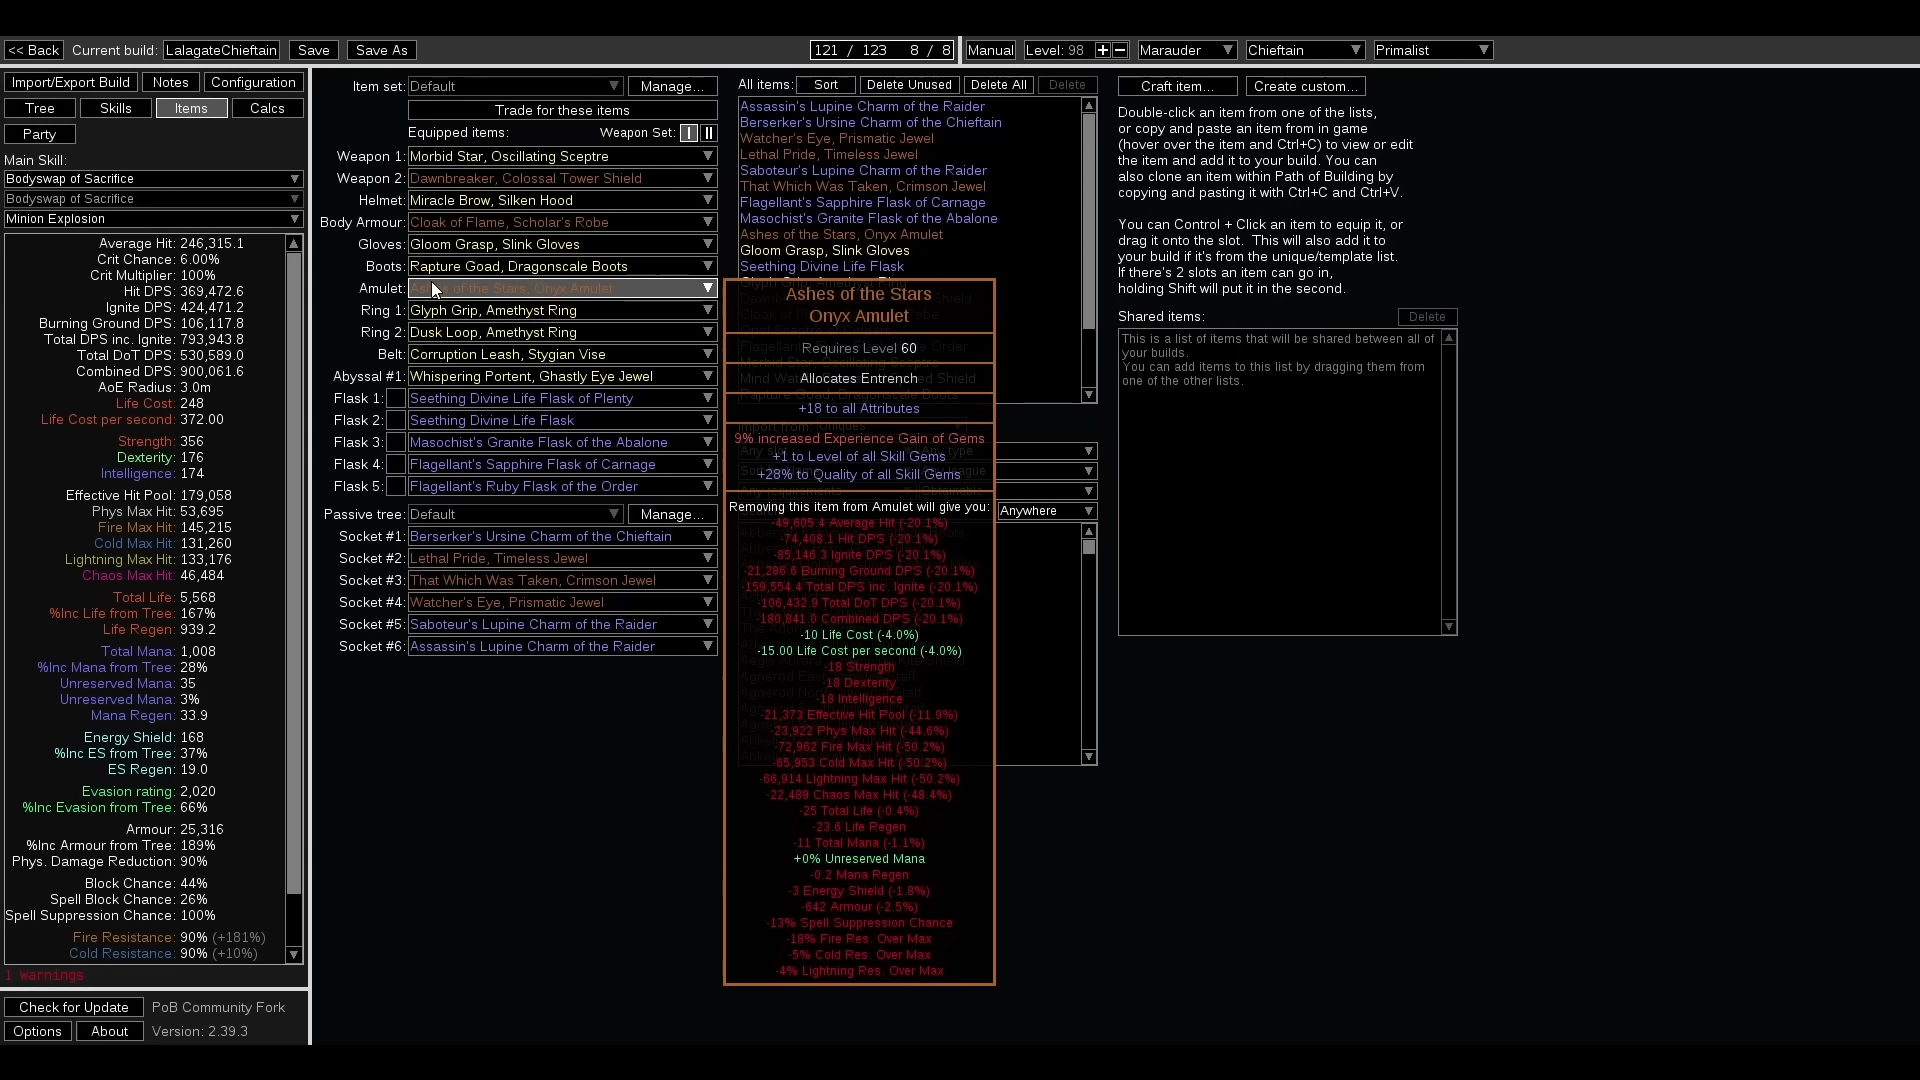 << Back
Current build:
LalagateChieftain
Save
Save As
121 / 123 8 / 8
Manual
Level: 98
+
−
Marauder
Chieftain
Primalist
Import/Export Build
Notes
Configuration
Tree
Skills
Items
Calcs
Party
Main Skill:
Bodyswap of Sacrifice
Bodyswap of Sacrifice
Minion Explosion
Average Hit: 246,315.1
Crit Chance: 6.00%
Crit Multiplier: 100%
Hit DPS: 369,472.6
Ignite DPS: 424,471.2
Burning Ground DPS: 106,117.8
Total DPS inc. Ignite: 793,943.8
Total DoT DPS: 530,589.0
Combined DPS: 900,061.6
AoE Radius: 3.0m
Life Cost: 248
Life Cost per second: 372.00
Strength: 356
Dexterity: 176
Intelligence: 174
Effective Hit Pool: 179,058
Phys Max Hit: 53,695
Fire Max Hit: 145,215
Cold Max Hit: 131,260
Lightning Max Hit: 133,176
Chaos Max Hit: 46,484
Total Life: 5,568
%Inc Life from Tree: 167%
Life Regen: 939.2
Total Mana: 1,008
%Inc Mana from Tree: 28%
Unreserved Mana: 35
Unreserved Mana: 3%
Mana Regen: 33.9
Energy Shield: 168
%Inc ES from Tree: 37%
ES Regen: 19.0
Evasion rating: 2,020
%Inc Evasion from Tree: 66%
Armour: 25,316
%Inc Armour from Tree: 189%
Phys. Damage Reduction: 90%
Block Chance: 44%
Spell Block Chance: 26%
Spell Suppression Chance: 100%
Fire Resistance: 90% (+181%)
Cold Resistance: 90% (+10%)
1 Warnings
Check for Update
PoB Community Fork
Options
About
Version: 2.39.3
Item set: Default
Manage...
Trade for these items
Equipped items:
Weapon Set: I II
Weapon 1: Morbid Star, Oscillating Sceptre
Weapon 2: Dawnbreaker, Colossal Tower Shield
Helmet: Miracle Brow, Silken Hood
Body Armour: Cloak of Flame, Scholar's Robe
Gloves: Gloom Grasp, Slink Gloves
Boots: Rapture Goad, Dragonscale Boots
Amulet: Ashes of the Stars, Onyx Amulet
Ring 1: Glyph Grip, Amethyst Ring
Ring 2: Dusk Loop, Amethyst Ring
Belt: Corruption Leash, Stygian Vise
Abyssal #1: Whispering Portent, Ghastly Eye Jewel
Flask 1: Seething Divine Life Flask of Plenty
Flask 2: Seething Divine Life Flask
Flask 3: Masochist's Granite Flask of the Abalone
Flask 4: Flagellant's Sapphire Flask of Carnage
Flask 5: Flagellant's Ruby Flask of the Order
Passive tree: Default
Manage...
Socket #1: Berserker's Ursine Charm of the Chieftain
Socket #2: Lethal Pride, Timeless Jewel
Socket #3: That Which Was Taken, Crimson Jewel
Socket #4: Watcher's Eye, Prismatic Jewel
Socket #5: Saboteur's Lupine Charm of the Raider
Socket #6: Assassin's Lupine Charm of the Raider
All items:
Sort
Delete Unused
Delete All
Delete
Assassin's Lupine Charm of the Raider
Berserker's Ursine Charm of the Chieftain
Watcher's Eye, Prismatic Jewel
Lethal Pride, Timeless Jewel
Saboteur's Lupine Charm of the Raider
That Which Was Taken, Crimson Jewel
Flagellant's Sapphire Flask of Carnage
Masochist's Granite Flask of the Abalone
Ashes of the Stars, Onyx Amulet
Gloom Grasp, Slink Gloves
Seething Divine Life Flask
Ashes of the Stars
Onyx Amulet
Requires Level 60
Allocates Entrench
+18 to all Attributes
9% increased Experience Gain of Gems
+1 to Level of all Skill Gems
+28% to Quality of all Skill Gems
Removing this item from Amulet will give you:
-49,605.4 Average Hit (-20.1%)
-74,408.1 Hit DPS (-20.1%)
-85,146.3 Ignite DPS (-20.1%)
-21,286.6 Burning Ground DPS (-20.1%)
-159,554.4 Total DPS inc. Ignite (-20.1%)
-106,432.9 Total DoT DPS (-20.1%)
-180,841.0 Combined DPS (-20.1%)
-10 Life Cost (-4.0%)
-15.00 Life Cost per second (-4.0%)
-18 Strength
-18 Dexterity
-18 Intelligence
-21,373 Effective Hit Pool (-11.9%)
-23,922 Phys Max Hit (-44.6%)
-72,962 Fire Max Hit (-50.2%)
-65,953 Cold Max Hit (-50.2%)
-66,914 Lightning Max Hit (-50.2%)
-22,489 Chaos Max Hit (-48.4%)
-25 Total Life (-0.4%)
-23.6 Life Regen
-11 Total Mana (-1.1%)
+0% Unreserved Mana
-0.2 Mana Regen
-3 Energy Shield (-1.8%)
-642 Armour (-2.5%)
-13% Spell Suppression Chance
-18% Fire Res. Over Max
-5% Cold Res. Over Max
-4% Lightning Res. Over Max
Anywhere
Craft item...
Create custom...
Double-click an item from one of the lists,
or copy and paste an item from in game
(hover over the item and Ctrl+C) to view or edit
the item and add it to your build. You can
also clone an item within Path of Building by
copying and pasting it with Ctrl+C and Ctrl+V.
You can Control + Click an item to equip it, or
drag it onto the slot. This will also add it to
your build if it's from the unique/template list.
If there's 2 slots an item can go in,
holding Shift will put it in the second.
Shared items:
Delete
This is a list of items that will be shared between all of
your builds.
You can add items to this list by dragging them from
one of the other lists.